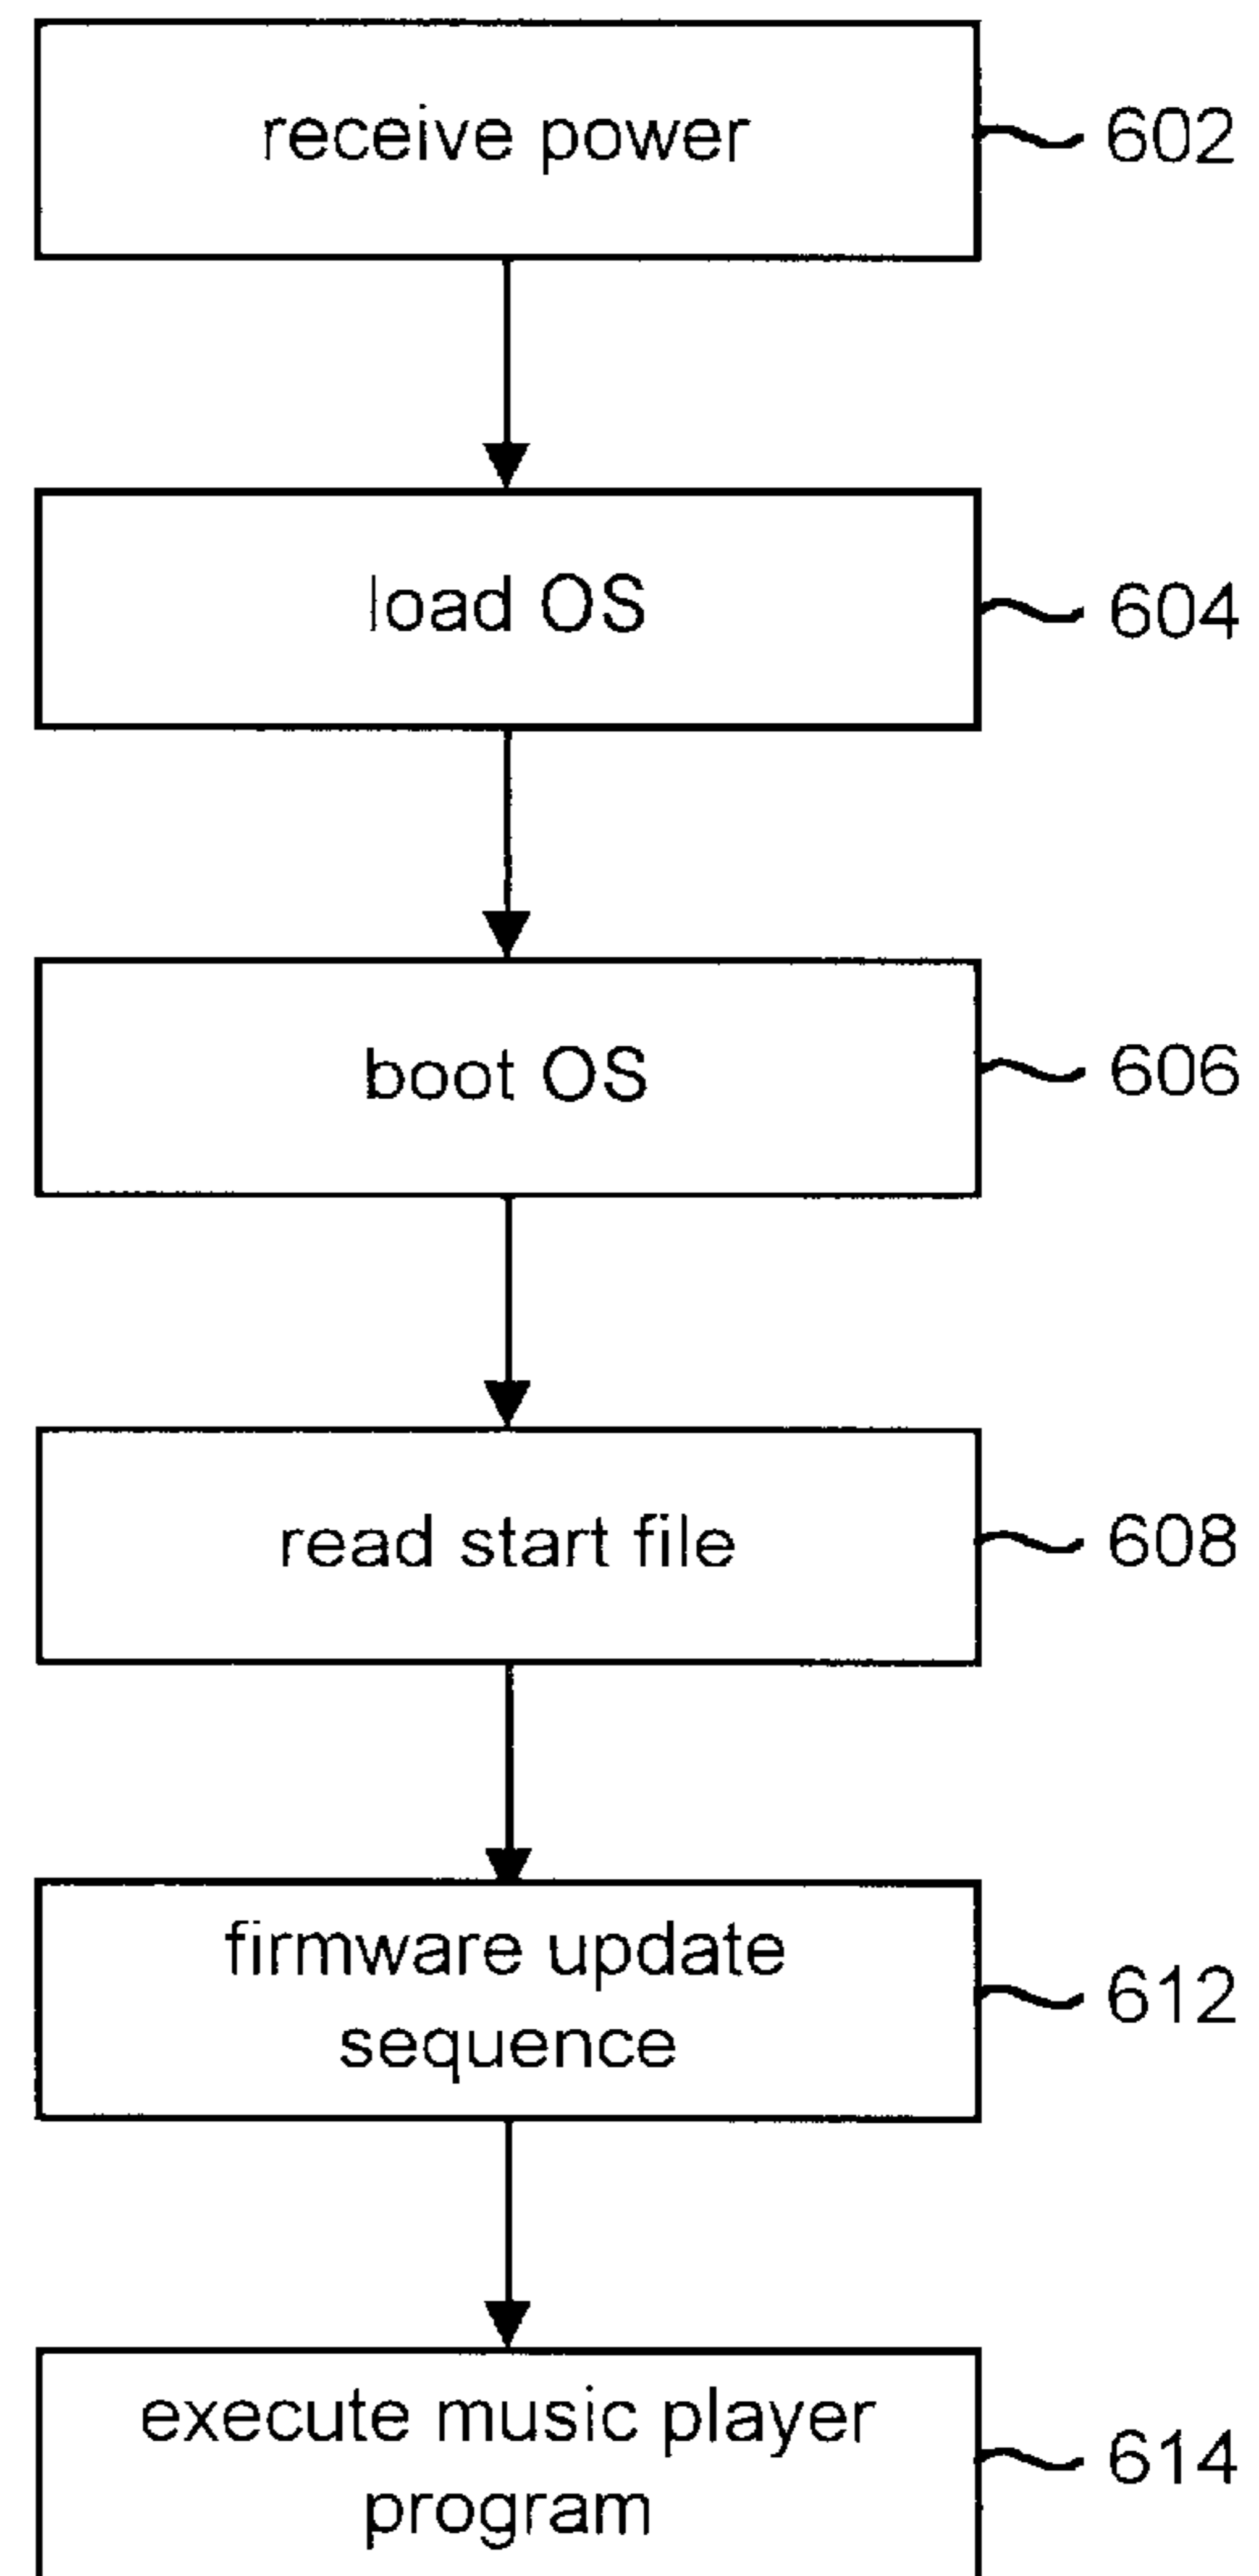 receive power 602
load OS 604
boot OS 606
read start file 608
firmware update
sequence 612
execute music player
program 614